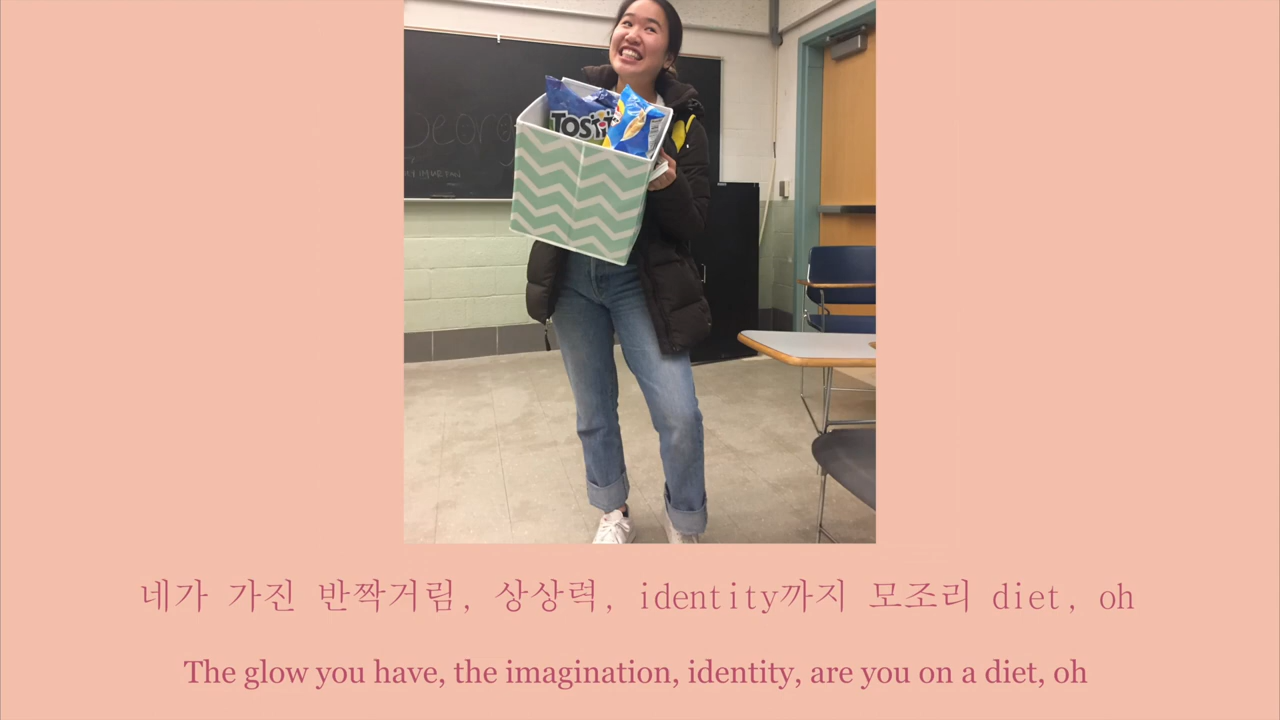 TOSTIT
네가 가진 반짝거림, 상상력, identity까지 모조리 diet, oh
The glow you have, the imagination, identity, are you on a diet, oh